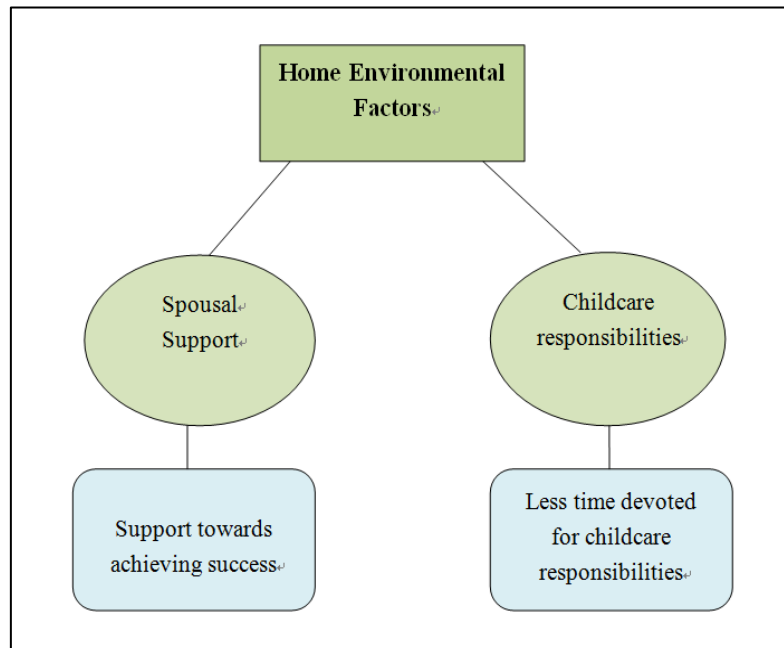 Home Environmental
Factors
Spousal
Support
Childcare
responsibilities
Support towards
achieving success
Less time devoted
for childcare
responsibilities